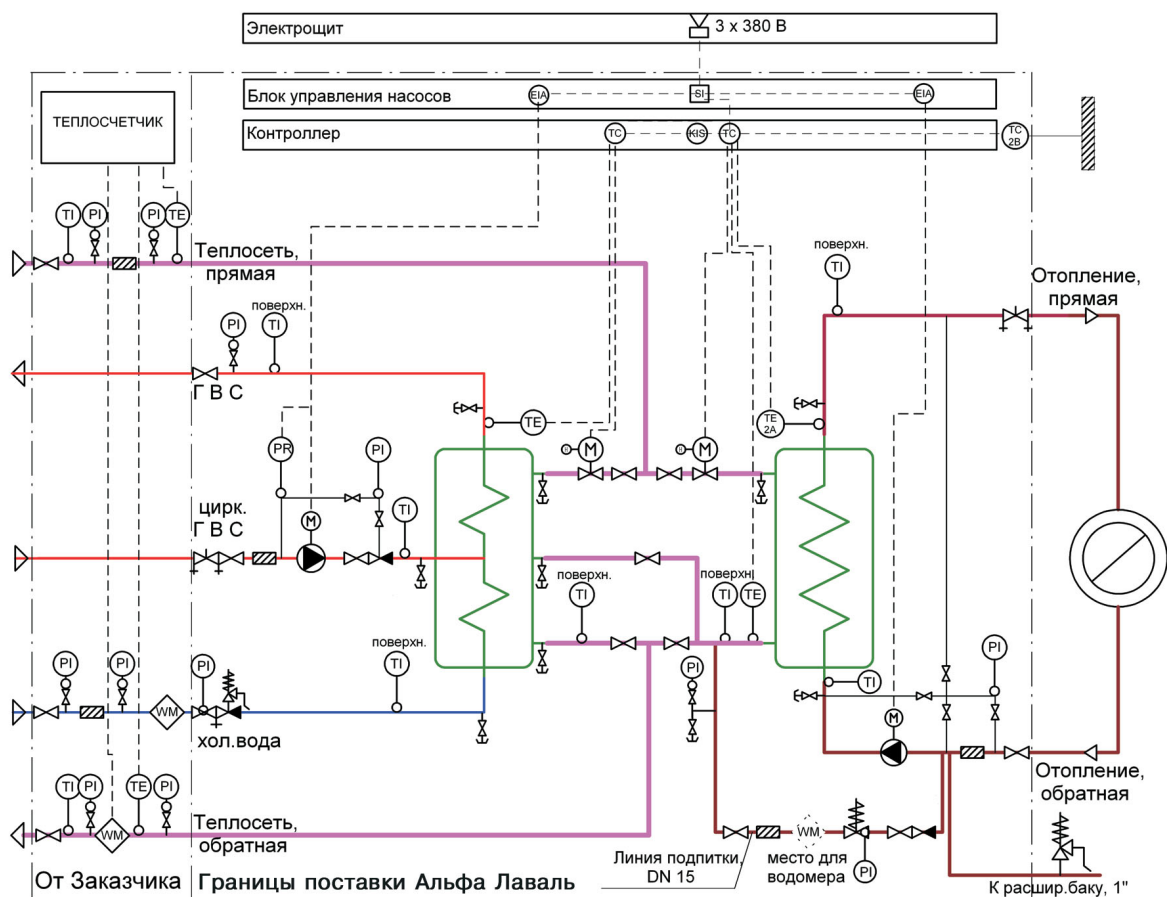 Электрощит
3 x 380 В
Блок управления насосов
EIA
SI
EIA
Контроллер
TC
KIS
TC
TC
2B
ТЕПЛОСЧЕТЧИК
TI
PI
PI
TE
Теплосеть,
прямая
поверхн.
TI
Отопление,
прямая
поверхн.
PI
TI
Г В С
TE
TE
2A
PR
PI
M
M
цирк.
Г В С
M
TI
поверхн.
TI
поверхн.
TI
TE
поверхн.
TI
PI
PI
PI
WM
хол.вода
PI
TI
PI
M
TI
PI
TE
PI
WM
Теплосеть,
обратная
Отопление,
обратная
WM
Линия подпитки,
DN 15
место для
водомера
PI
От Заказчика
Границы поставки Альфа Лаваль
К расшир.баку, 1"